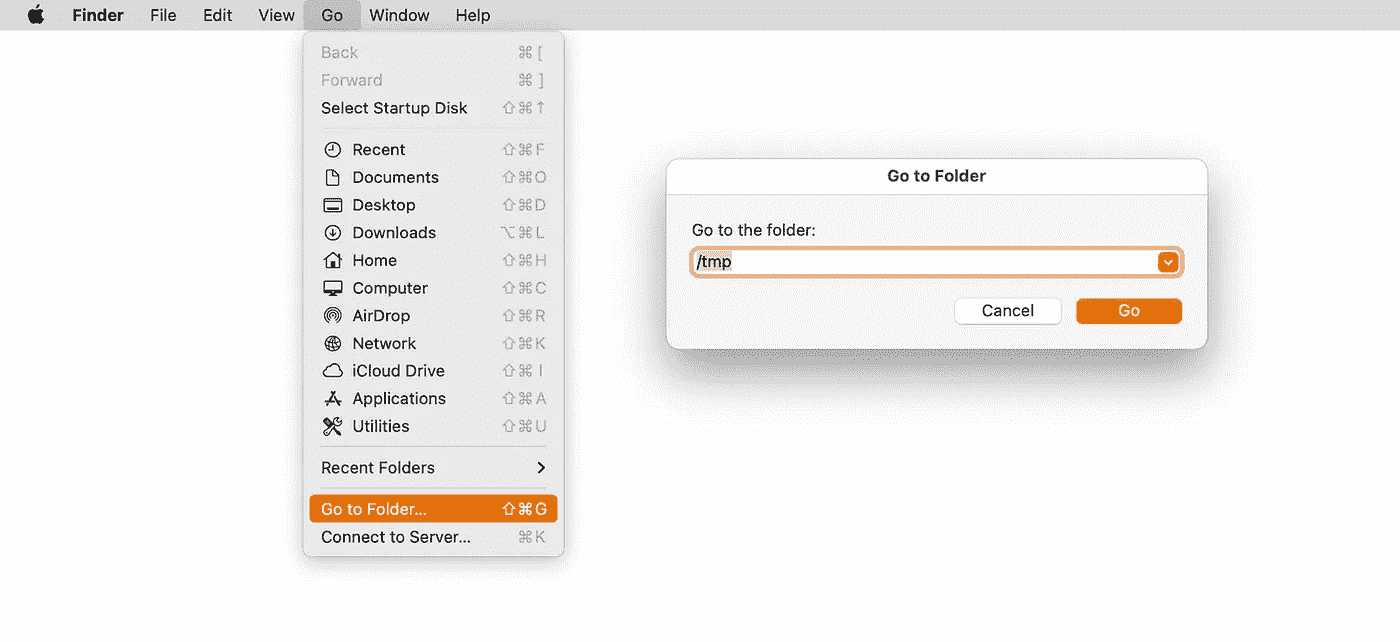 Finder File Edit View Go Window Help
Back ⌘ [
Forward ⌘ ]
Select Startup Disk ⇧⌘↑
Recent ⇧⌘F
Documents ⇧⌘O
Desktop ⇧⌘D
Downloads ⌥⌘L
Home ⇧⌘H
Computer ⇧⌘C
AirDrop ⇧⌘R
Network ⇧⌘K
iCloud Drive ⇧⌘I
Applications ⇧⌘A
Utilities ⇧⌘U
Recent Folders
Go to Folder... ⇧⌘G
Connect to Server... ⌘K
Go to Folder
Go to the folder:
/tmp
Cancel Go